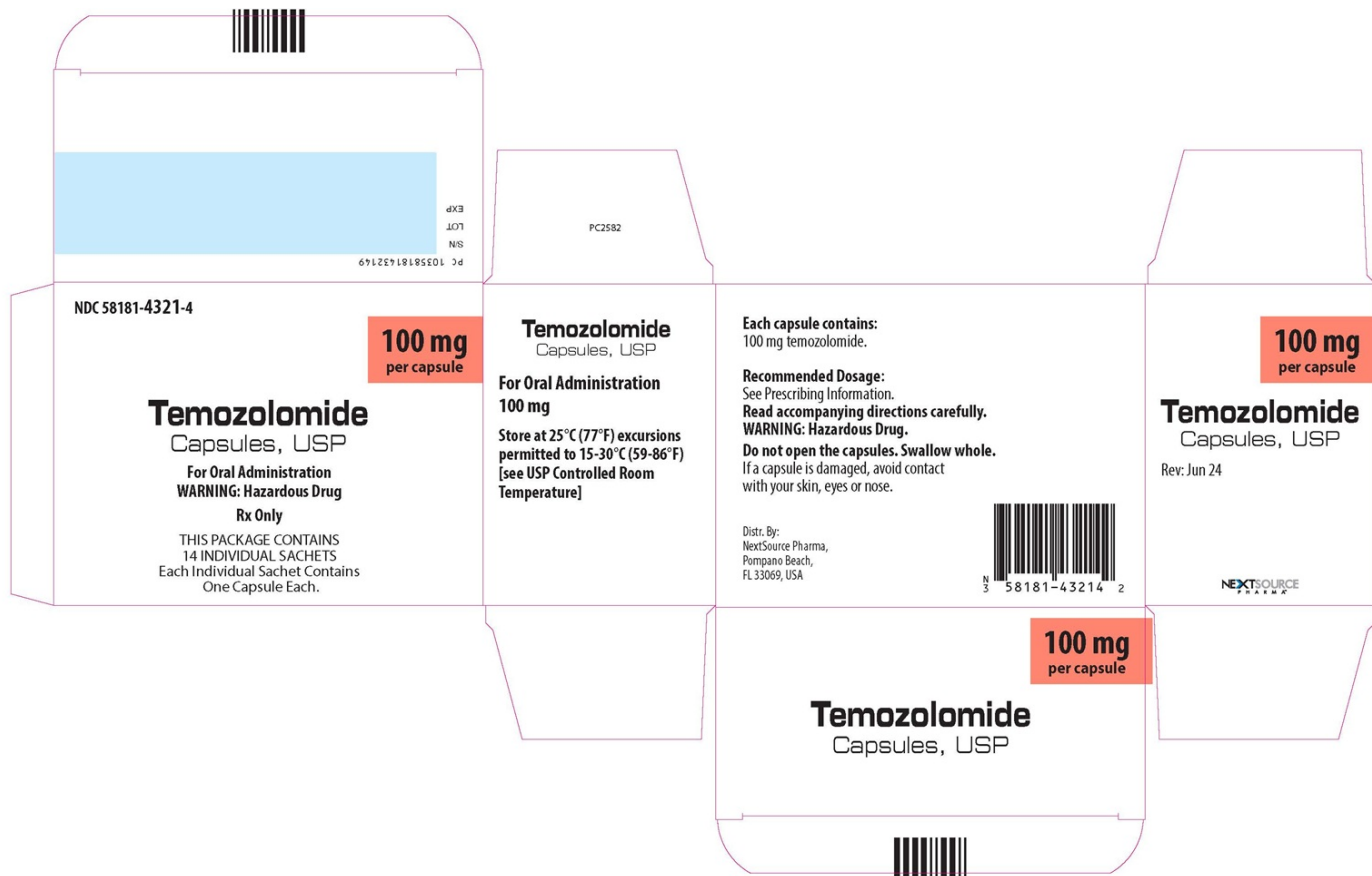 EXP
LOT
S/N
PC 10358181432149
NDC 58181-4321-4
100 mg
per capsule
Temozolomide
Capsules, USP
For Oral Administration
WARNING: Hazardous Drug
Rx Only
THIS PACKAGE CONTAINS
14 INDIVIDUAL SACHETS
Each Individual Sachet Contains
One Capsule Each.
PC2582
Temozolomide
Capsules, USP
For Oral Administration
100 mg
Store at 25°C (77°F) excursions
permitted to 15-30°C (59-86°F)
[see USP Controlled Room
Temperature]
Each capsule contains:
100 mg temozolomide.
Recommended Dosage:
See Prescribing Information.
Read accompanying directions carefully.
WARNING: Hazardous Drug.
Do not open the capsules. Swallow whole.
If a capsule is damaged, avoid contact
with your skin, eyes or nose.
Distr. By:
NextSource Pharma,
Pompano Beach,
FL 33069, USA
N3 58181-43214 2
100 mg
per capsule
Temozolomide
Capsules, USP
Rev: Jun 24
NEXTSOURCE
PHARMA
100 mg
per capsule
Temozolomide
Capsules, USP